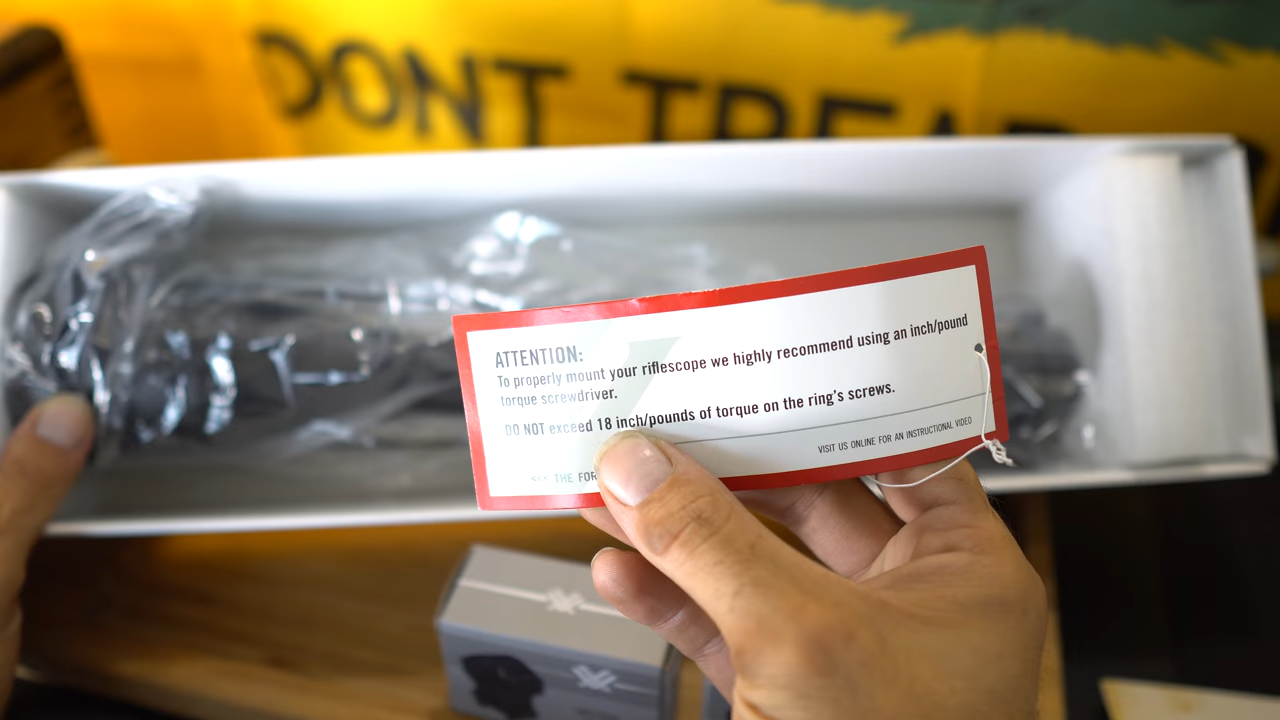 DONT TREAD
ATTENTION:
To properly mount your riflescope we highly recommend using an inch/pound
torque screwdriver.
DO NOT exceed 18 inch/pounds of torque on the ring's screws.
VISIT US ONLINE FOR AN INSTRUCTIONAL VIDEO
<<< THE FOR